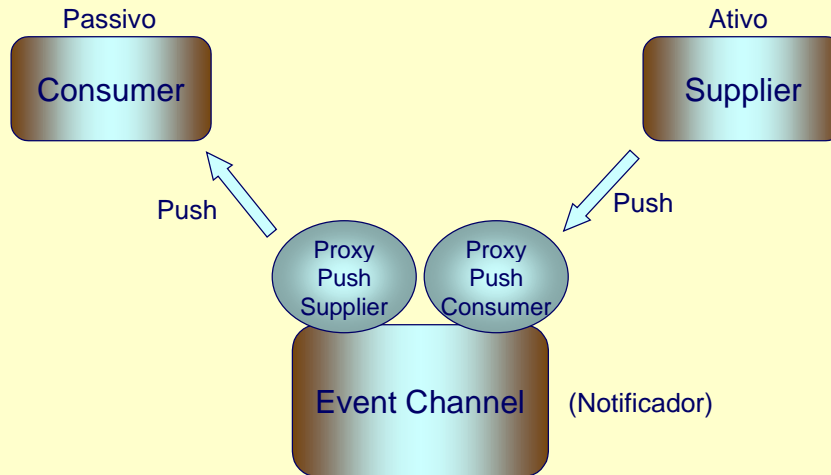 Passivo
Ativo
Consumer
Supplier
Push
Push
Proxy
Push
Supplier
Proxy
Push
Consumer
Event Channel
(Notificador)